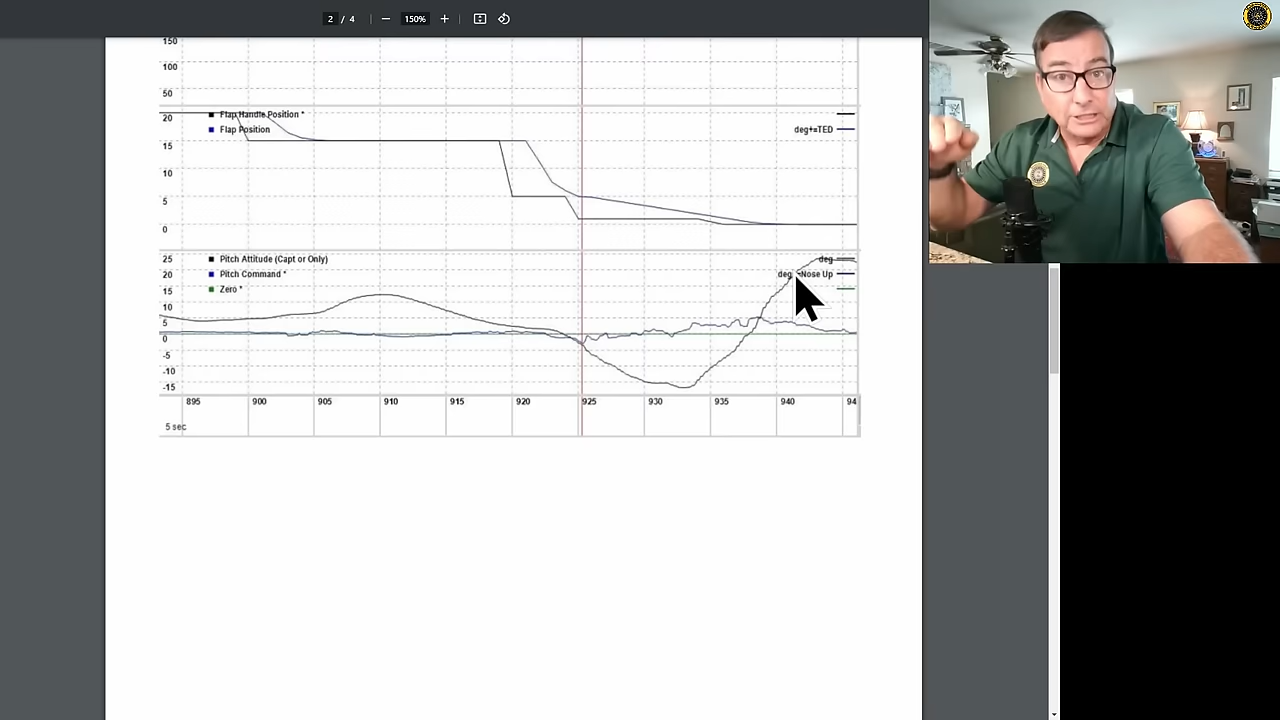 2 / 4 150%
150
100
50
20
Flap Handle Position *
Flap Position
deg+=TED
15
10
5
0
25
Pitch Attitude (Capt or Only)
deg
20
Pitch Command *
deg Nose Up
15
Zero *
10
5
0
-5
-10
-15
895 900 905 910 915 920 925 930 935 940 94
5 sec